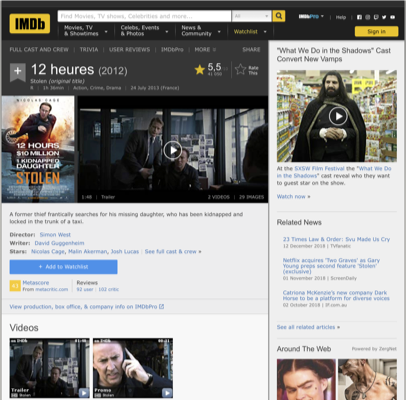 IMDb
Find Movies, TV shows, Celebrities and more...
All
IMDbPro
Help
Movies, TV
& Showtimes
Celebs, Events
& Photos
News &
Community
Watchlist
Sign in
FULL CAST AND CREW | TRIVIA | USER REVIEWS | IMDbPro | MORE
SHARE
12 heures (2012)
Stolen (original title)
R | 1h 36min | Action, Crime, Drama | 24 July 2013 (France)
5,5
Rate
This
NICOLAS CAGE
12 HOURS
$10 MILLION
1 KIDNAPPED
DAUGHTER
STOLEN
1:48 | Trailer
2 VIDEOS | 29 IMAGES
A former thief frantically searches for his missing daughter, who has been kidnapped and
locked in the trunk of a taxi.
Director: Simon West
Writer: David Guggenheim
Stars: Nicolas Cage, Malin Akerman, Josh Lucas | See full cast & crew »
+ Add to Watchlist
Metascore
From metacritic.com
Reviews
92 user | 102 critic
View production, box office, & company info on IMDbPro
Videos
Trailer
Stolen
Promo
Stolen
"What We Do in the Shadows" Cast
Convert New Vamps
At the SXSW Film Festival the "What We Do
in the Shadows" cast reveal who they want
to guest star on the show.
Watch now »
Related News
23 Times Law & Order: Svu Made Us Cry
12 December 2018 | TVfanatic
Netflix acquires 'Two Graves' as Gary
Young preps second feature 'Stolen'
(exclusive)
01 November 2018 | ScreenDaily
Catriona McKenzie's new company Dark
Horse to be a platform for diverse voices
02 October 2018 | if.com.au
See all related articles »
Around The Web
Powered by ZergNet